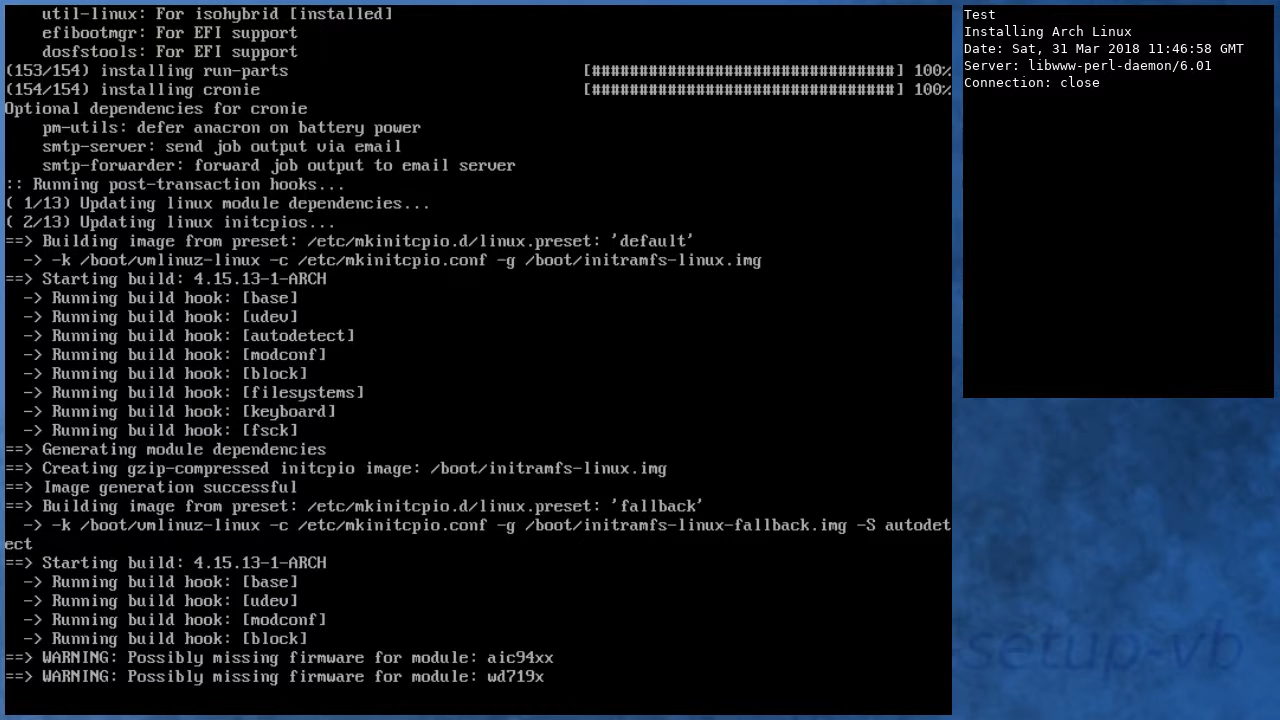 util-linux: For isohybrid [installed]
efibootmgr: For EFI support
dosfstools: For EFI support
(153/154) installing run-parts [################################] 100%
(154/154) installing cronie [################################] 100%
Optional dependencies for cronie
pm-utils: defer anacron on battery power
smtp-server: send job output via email
smtp-forwarder: forward job output to email server
:: Running post-transaction hooks...
( 1/13) Updating linux module dependencies...
( 2/13) Updating linux initcpios...
==> Building image from preset: /etc/mkinitcpio.d/linux.preset: 'default'
-> -k /boot/vmlinuz-linux -c /etc/mkinitcpio.conf -g /boot/initramfs-linux.img
==> Starting build: 4.15.13-1-ARCH
-> Running build hook: [base]
-> Running build hook: [udev]
-> Running build hook: [autodetect]
-> Running build hook: [modconf]
-> Running build hook: [block]
-> Running build hook: [filesystems]
-> Running build hook: [keyboard]
-> Running build hook: [fsck]
==> Generating module dependencies
==> Creating gzip-compressed initcpio image: /boot/initramfs-linux.img
==> Image generation successful
==> Building image from preset: /etc/mkinitcpio.d/linux.preset: 'fallback'
-> -k /boot/vmlinuz-linux -c /etc/mkinitcpio.conf -g /boot/initramfs-linux-fallback.img -S autodet
ect
==> Starting build: 4.15.13-1-ARCH
-> Running build hook: [base]
-> Running build hook: [udev]
-> Running build hook: [modconf]
-> Running build hook: [block]
==> WARNING: Possibly missing firmware for module: aic94xx
==> WARNING: Possibly missing firmware for module: wd719x
Test
Installing Arch Linux
Date: Sat, 31 Mar 2018 11:46:58 GMT
Server: libwww-perl-daemon/6.01
Connection: close
-setup-vb